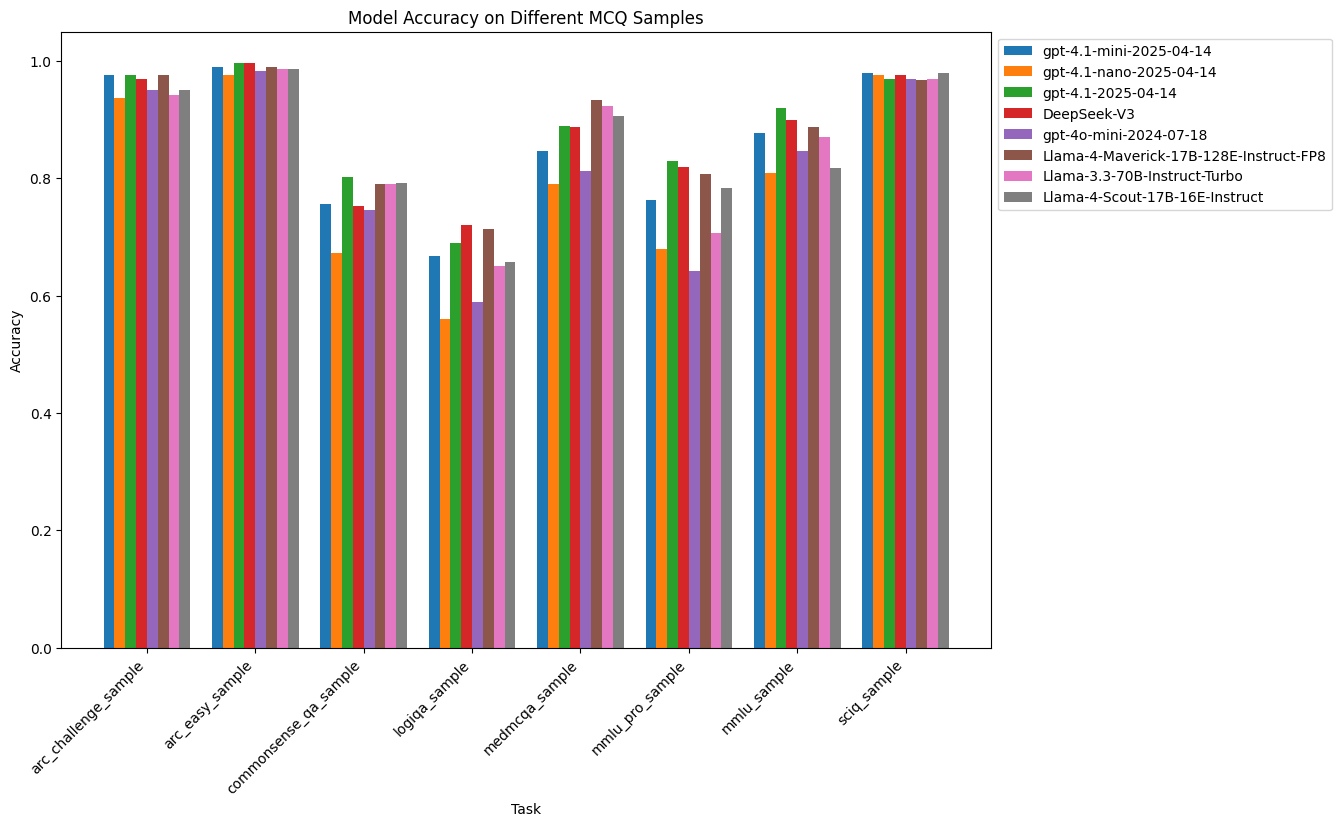 Model Accuracy on Different MCQ Samples
1.0
0.8
0.6
0.4
0.2
0.0
Accuracy
arc_challenge_sample
arc_easy_sample
commonsense_qa_sample
logiqa_sample
medmcqa_sample
mmlu_pro_sample
mmlu_sample
sciq_sample
Task
gpt-4.1-mini-2025-04-14
gpt-4.1-nano-2025-04-14
gpt-4.1-2025-04-14
DeepSeek-V3
gpt-4o-mini-2024-07-18
Llama-4-Maverick-17B-128E-Instruct-FP8
Llama-3.3-70B-Instruct-Turbo
Llama-4-Scout-17B-16E-Instruct